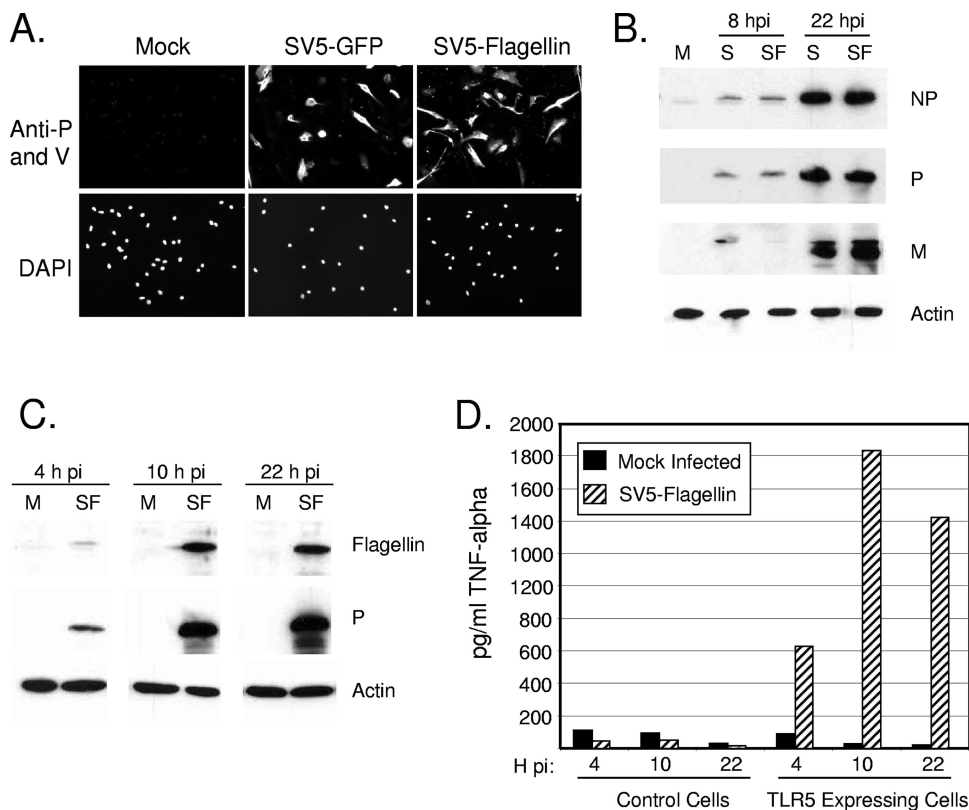 A.
Mock SV5-GFP SV5-Flagellin
Anti-P
and V
DAPI
B.
8 hpi 22 hpi
M S SF S SF
NP
P
M
Actin
C.
4 h pi 10 h pi 22 h pi
M SF M SF M SF
Flagellin
P
Actin
D.
pg/ml TNF-alpha
2000
1800
1600
1400
1000
1000
800
600
400
200
Mock Infected
SV5-Flagellin
H pi: 4 10 22 4 10 22
Control Cells TLR5 Expressing Cells